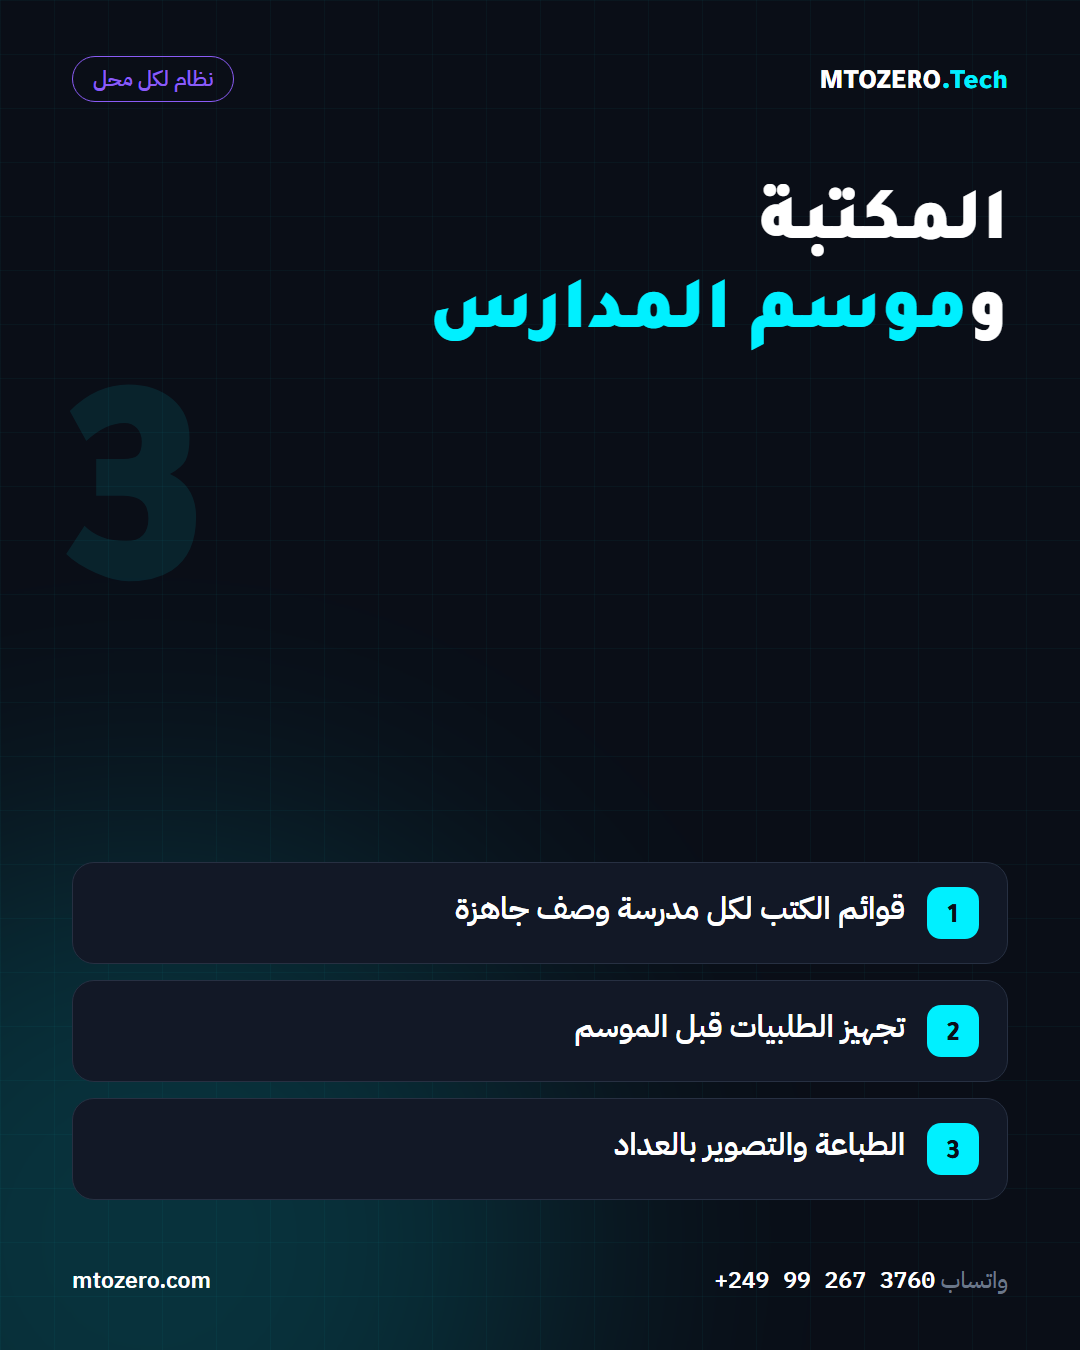 MTOZERO.Tech
نظام لكل محل
المكتبة
وموسم المدارس
3
1 قوائم الكتب لكل مدرسة وصف جاهزة
2 تجهيز الطلبيات قبل الموسم
3 الطباعة والتصوير بالعداد
واتساب +249 99 267 3760
mtozero.com